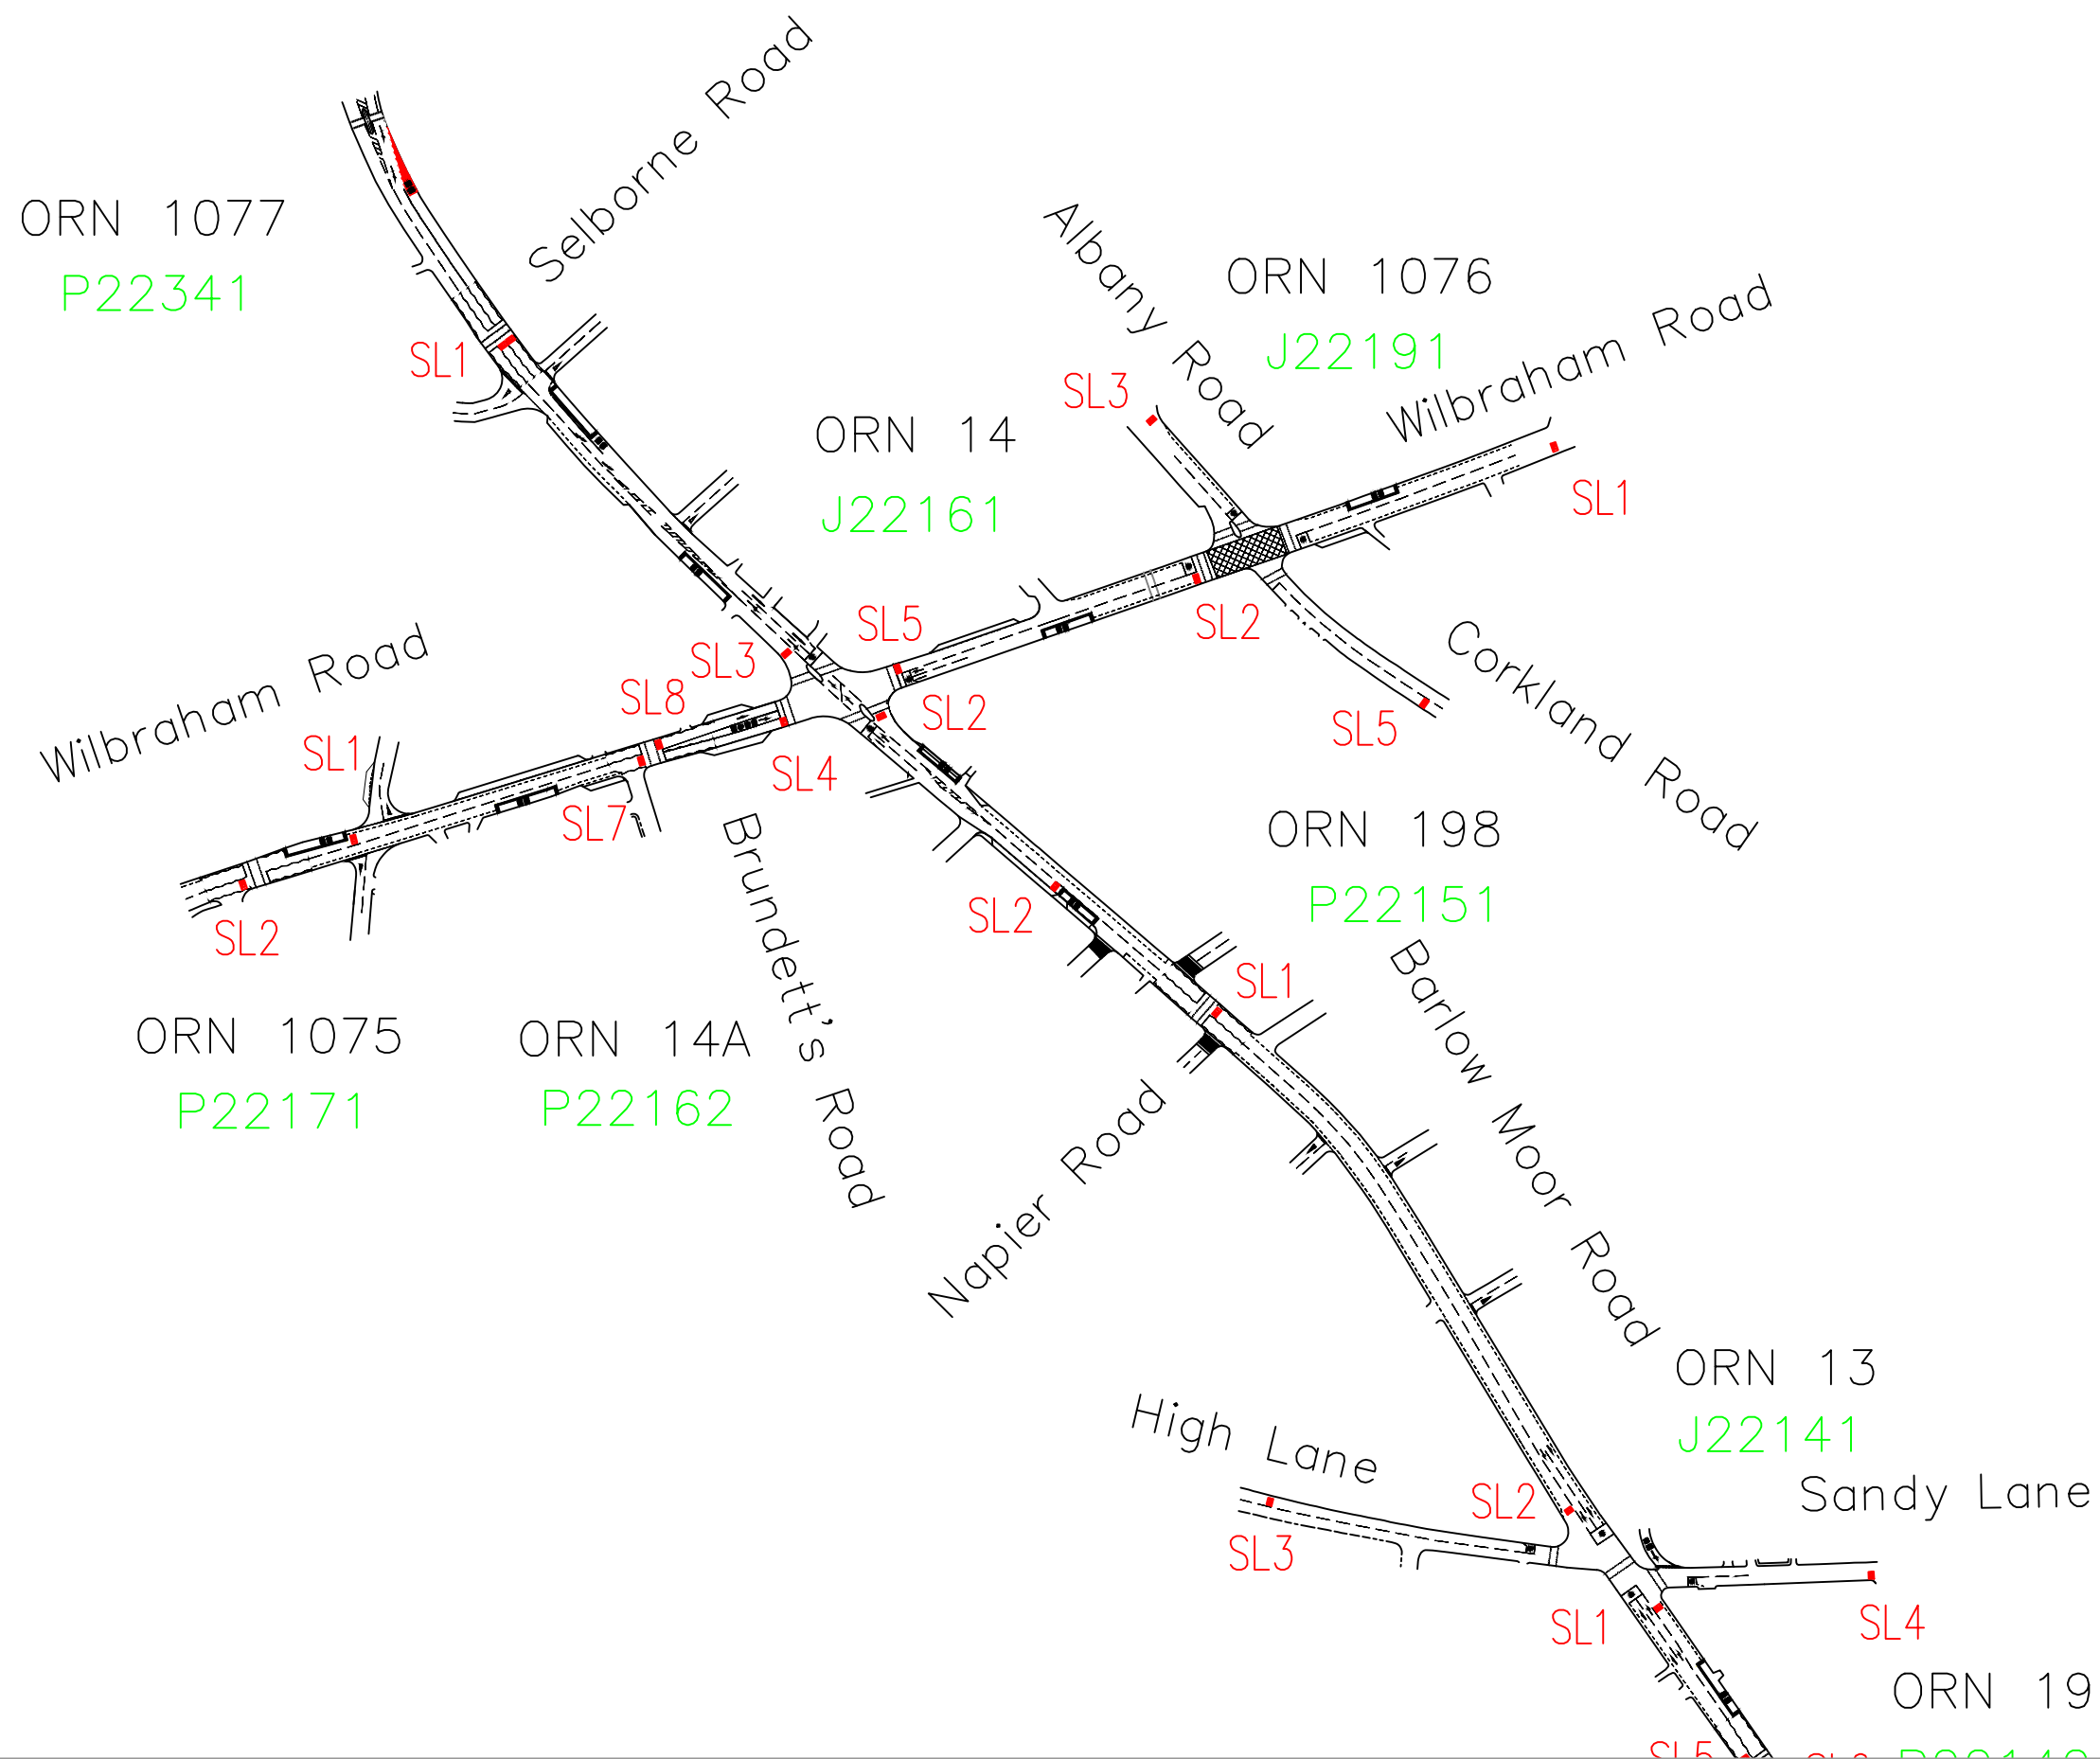 Selborne Road
ORN 1077
P22341
SL1
Albany Road
ORN 1076
J22191
Wilbraham Road
SL3
SL1
ORN 14
J22161
SL5
SL2
SL3
SL8
SL2
SL5
Corkland Road
Wilbraham Road
SL1
SL4
SL7
SL2
ORN 198
P22151
SL2
SL1
Brundett's Road
Barlow Moor Road
ORN 1075
P22171
ORN 14A
P22162
Napier Road
ORN 13
J22141
High Lane
Sandy Lane
SL2
SL3
SL1
SL4
ORN 19
SL5